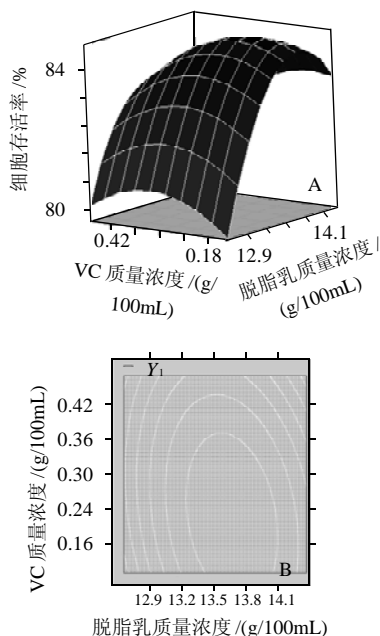 84
80
细胞存活率/%
A
0.42
0.18
VC 质量浓度 /(g/
100mL)
12.9
14.1
脱脂乳质量浓度 /
(g/100mL)
Y1
0.42
0.36
0.30
0.24
0.16
VC 质量浓度 /(g/100mL)
B
12.9 13.2 13.5 13.8 14.1
脱脂乳质量浓度 /(g/100mL)